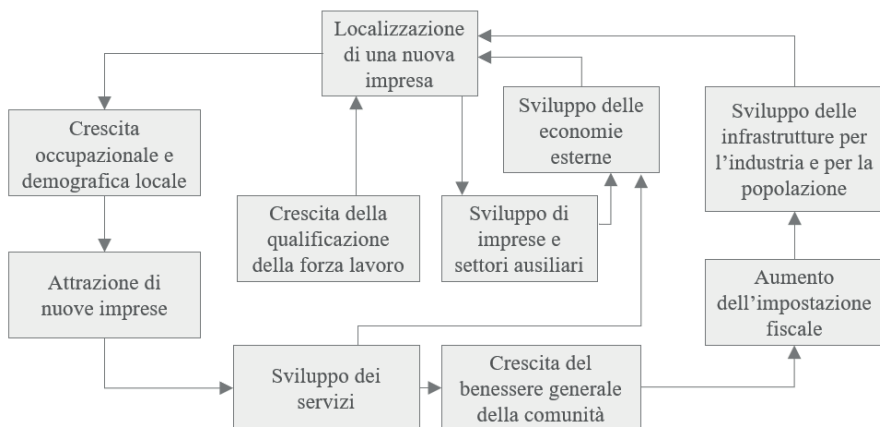 Localizzazione
di una nuova
impresa
Crescita
occupazionale e
demografica locale
Sviluppo delle
economie
esterne
Sviluppo delle
infrastrutture per
l’industria e per la
popolazione
Crescita della
qualificazione
della forza lavoro
Sviluppo di
imprese e
settori ausiliari
Attrazione di
nuove imprese
Aumento
dell’impostazione
fiscale
Sviluppo dei
servizi
Crescita del
benessere generale
della comunità